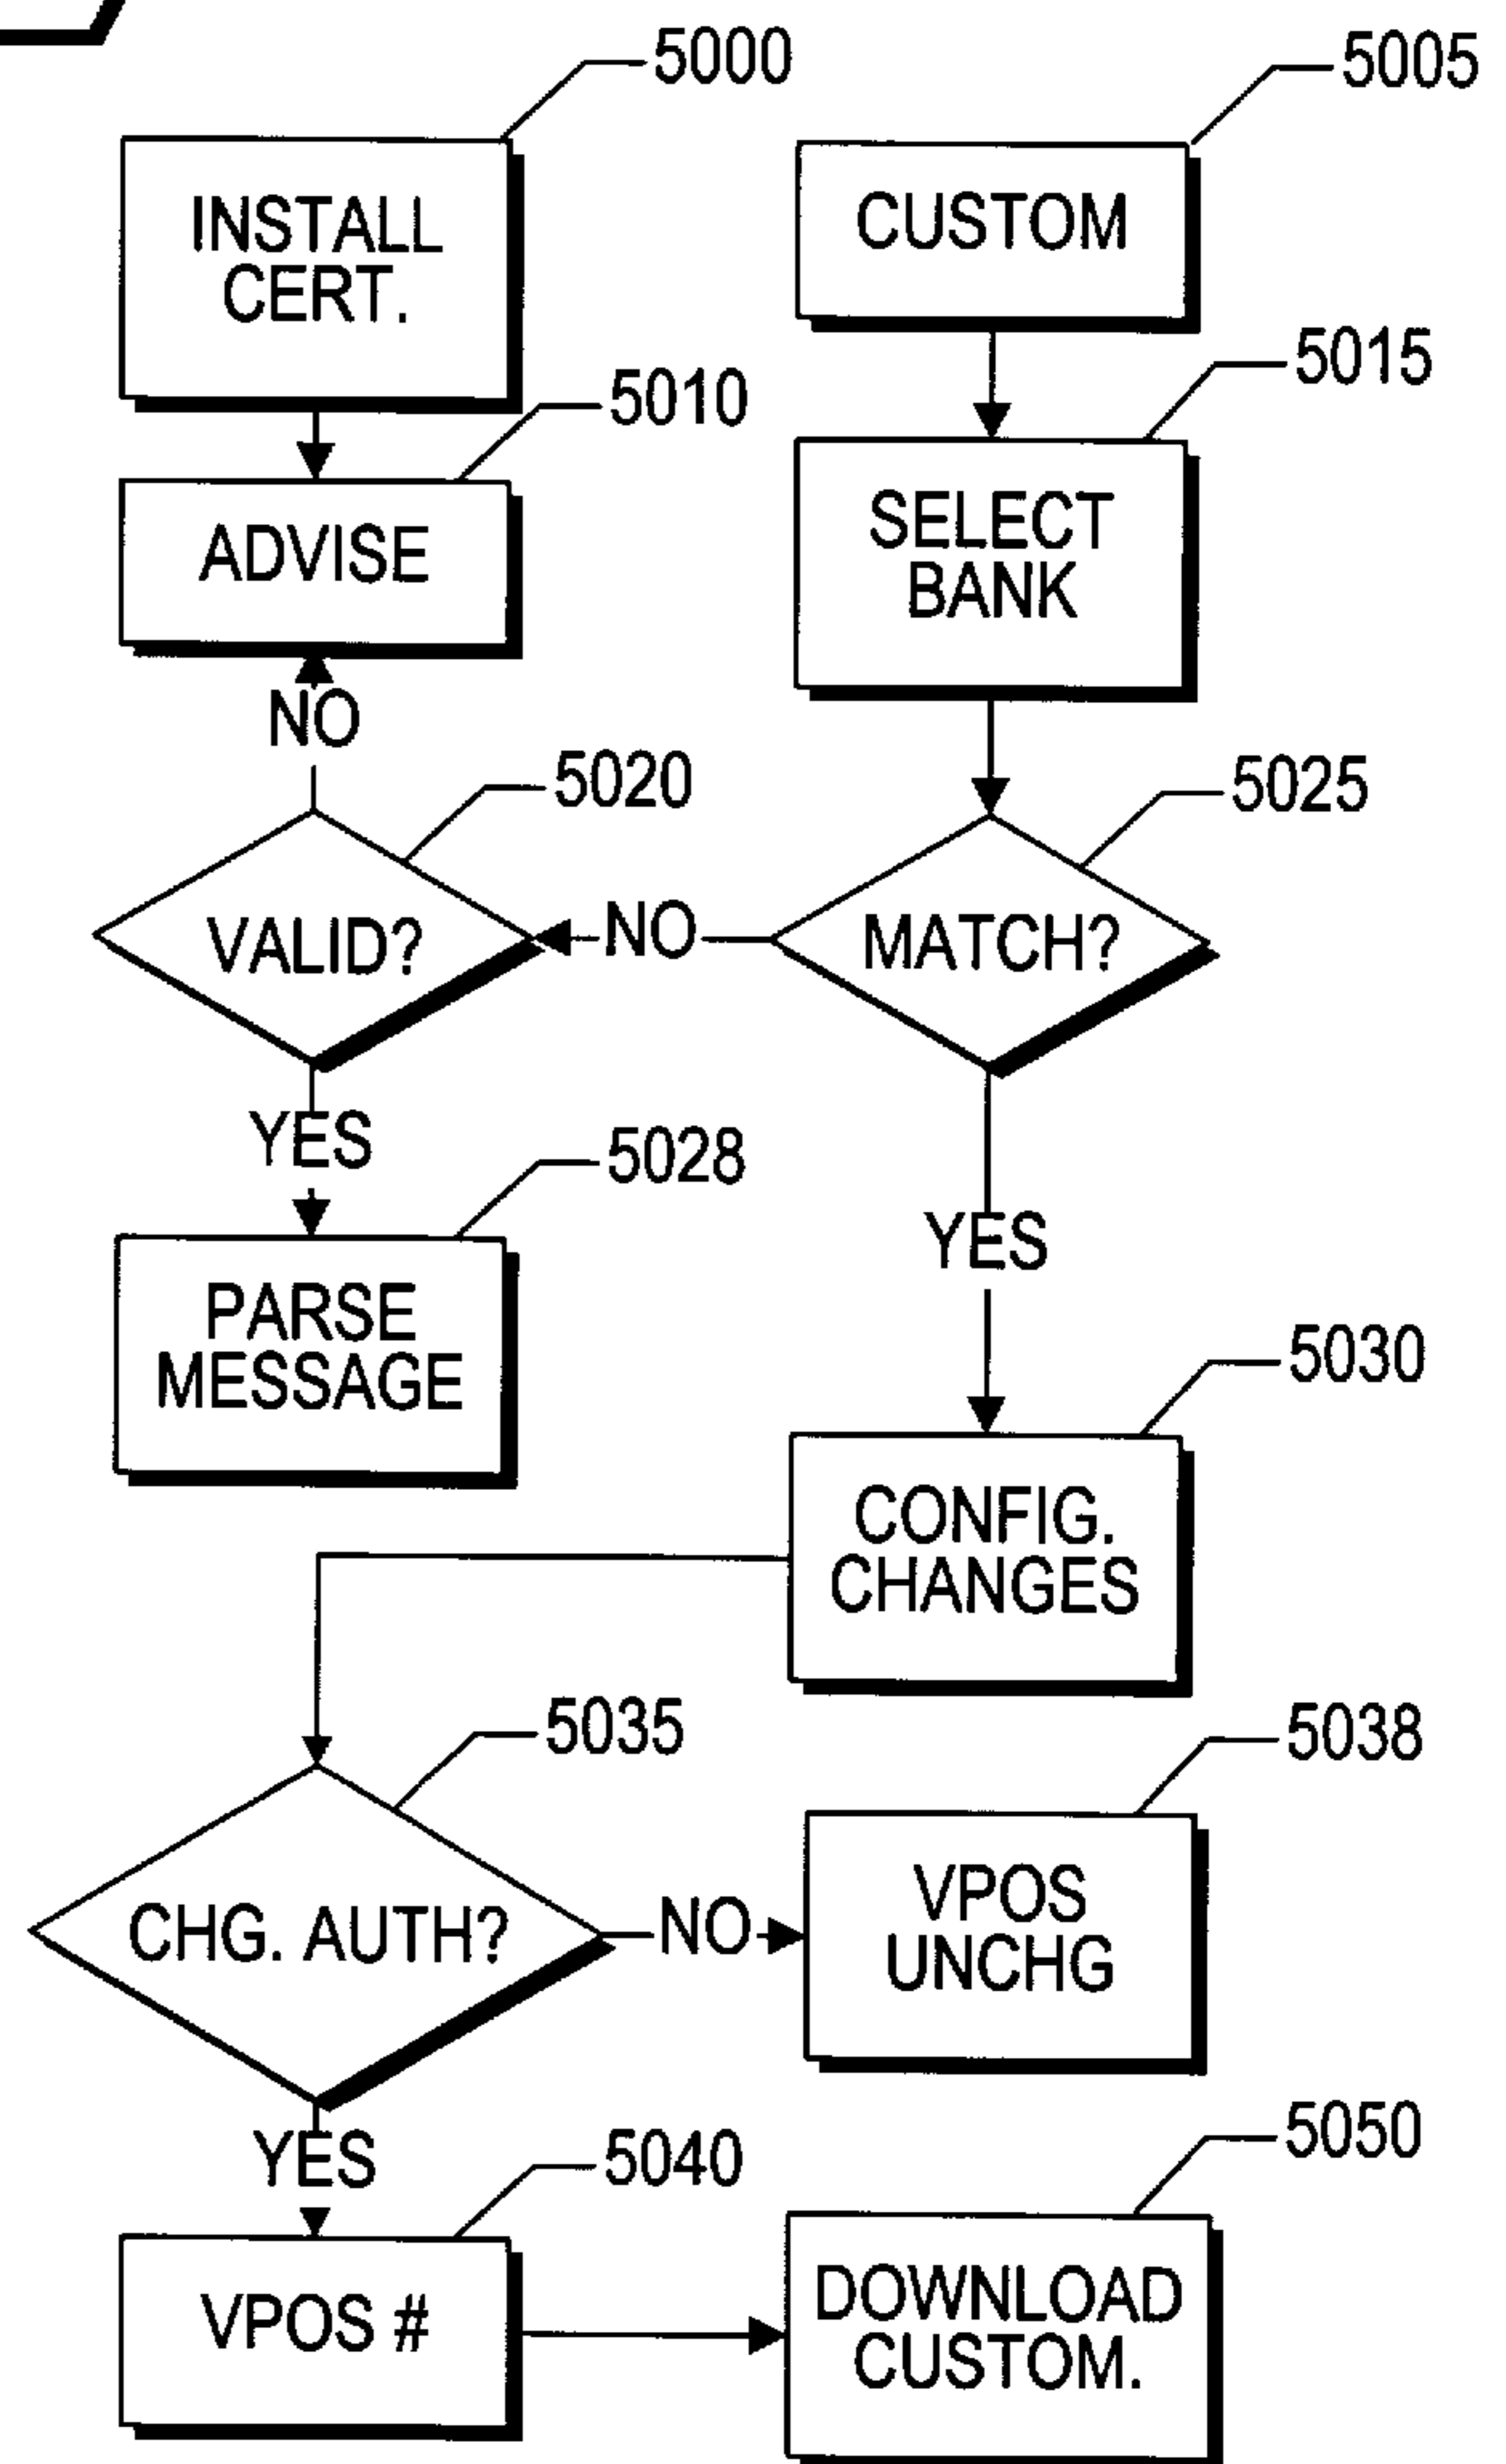 5000
5005
INSTALL
CERT.
CUSTOM
5010
5015
ADVISE
SELECT
BANK
NO
5020
5025
VALID?
NO
MATCH?
YES
5028
YES
PARSE
MESSAGE
5030
CONFIG.
CHANGES
5035
5038
CHG. AUTH?
NO
VPOS
UNCHG
YES
5040
5050
VPOS #
DOWNLOAD
CUSTOM.